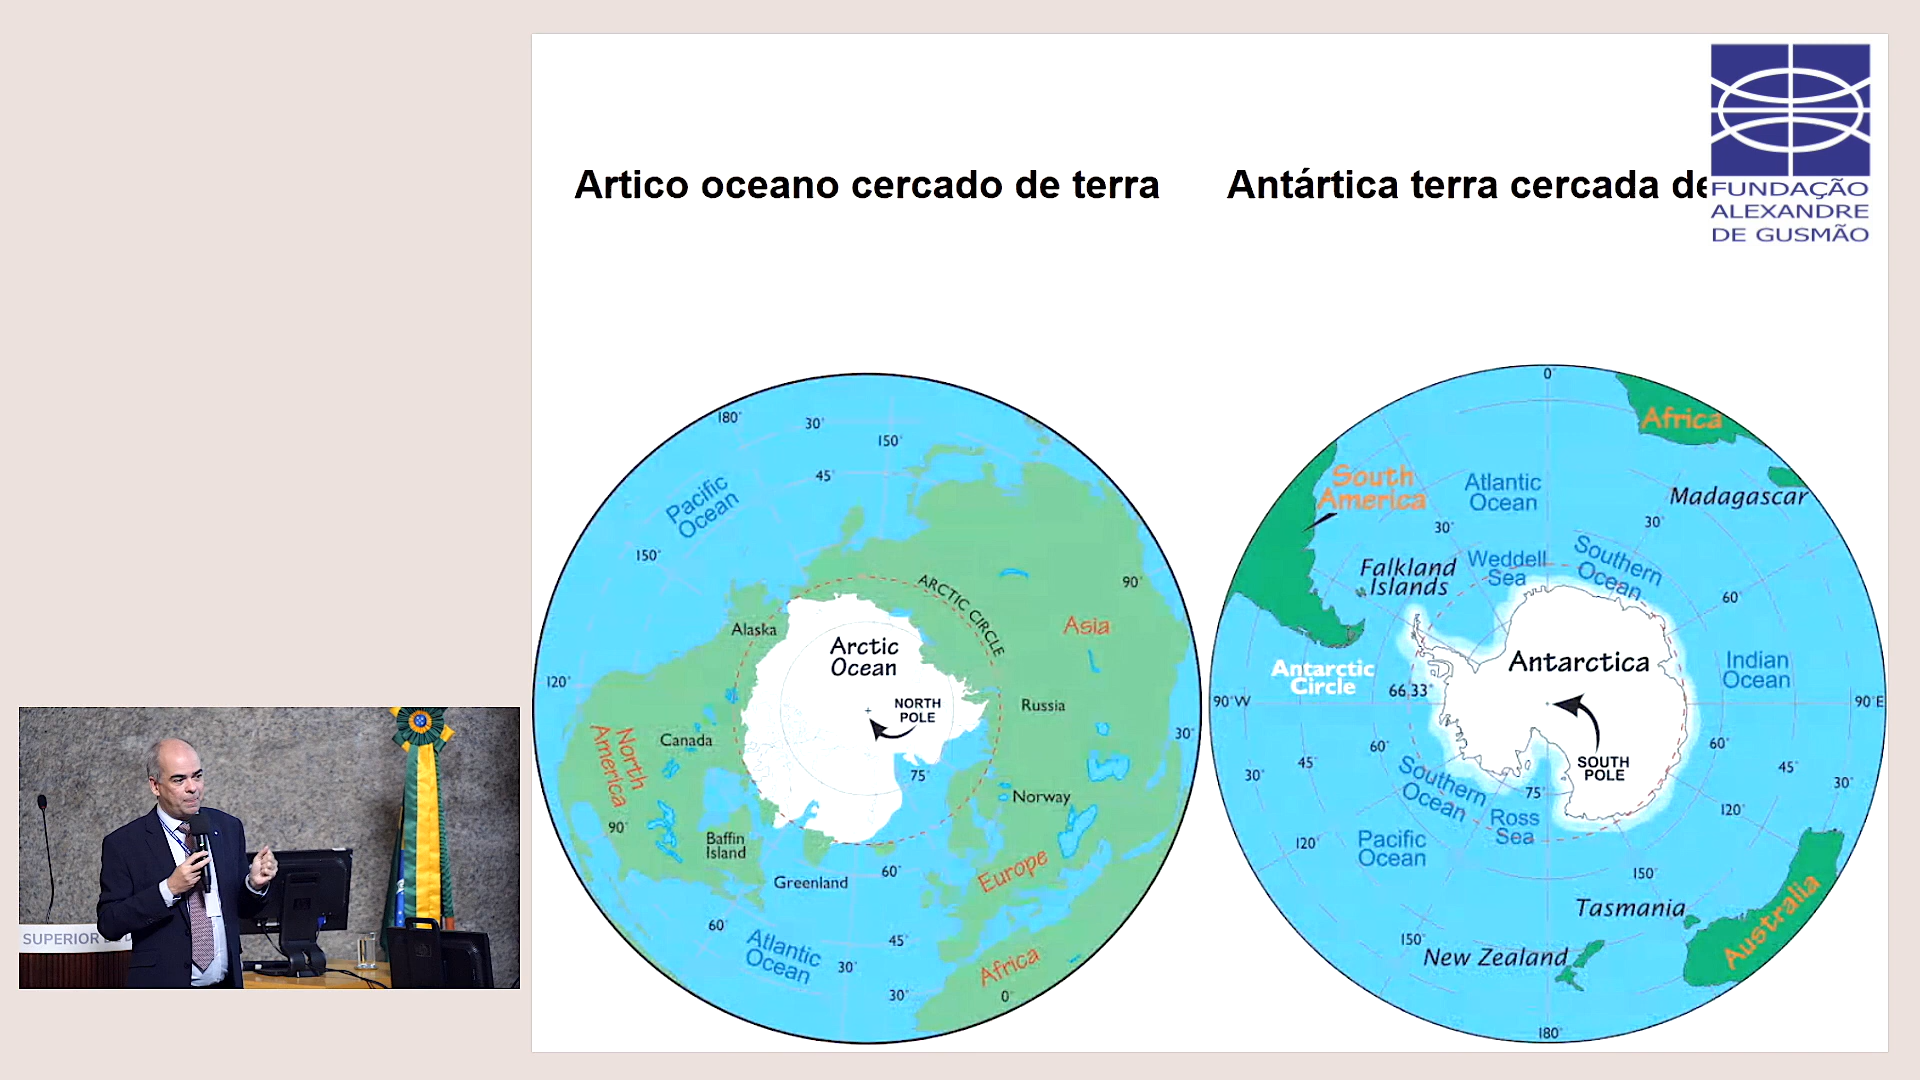 Artico oceano cercado de terra
Antártica terra cercada de
FUNDAÇÃO
ALEXANDRE
DE GUSMÃO
180°
30°
150°
45°
Pacific
Ocean
150°
ARCTIC CIRCLE
90°
Alaska
Asia
Arctic
Ocean
120°
NORTH
POLE
Russia
30°
Canada
North
America
75°
Norway
90°
Baffin
Island
Europe
Greenland
60°
60°
Atlantic
Ocean
45°
30°
Africa
30°
0°
0°
Africa
South
America
Atlantic
Ocean
Madagascar
30°
30°
Weddell
Sea
Southern
Ocean
Falkland
Islands
60°
Antarctica
Indian
Ocean
Antarctic
Circle
66.33°
90°W
90°E
60°
60°
SOUTH
POLE
30°
45°
45°
30°
Southern
Ocean
75°
120°
Ross
Sea
120°
Pacific
Ocean
150°
Tasmania
Australia
150°
New Zealand
180°
SUPERIOR